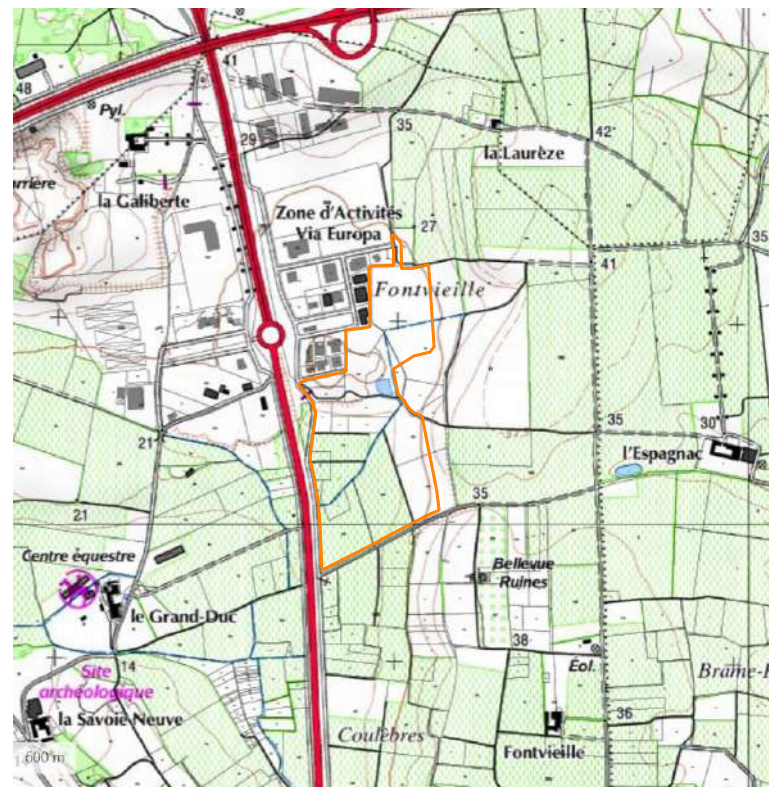 41
48
Pyl.
29
35
42
la Laurèze
la Galiberte
Zone d'Activités
Via Europa
27
35
41
Fontvieille
35
30
21
l'Espagnac
35
21
Centre équestre
Bellevue
Ruines
le Grand-Duc
38
14
Site
archéologique
Éol.
la Savoie Neuve
36
Coulèbres
Fontvieille
600 m